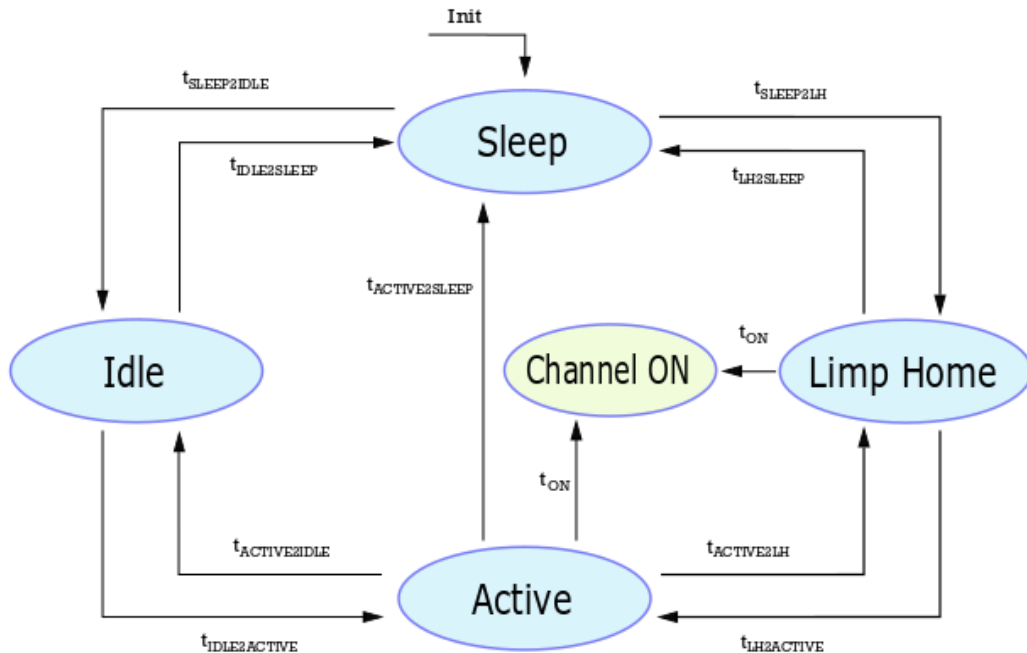 Init
tSLEEP2IDLE
tSLEEP2LH
Sleep
tIDLE2SLEEP
tLH2SLEEP
tACTIVE2SLEEP
tON
Idle
Channel ON
Limp Home
tON
tACTIVE2IDLE
tACTIVE2LH
Active
tIDLE2ACTIVE
tLH2ACTIVE